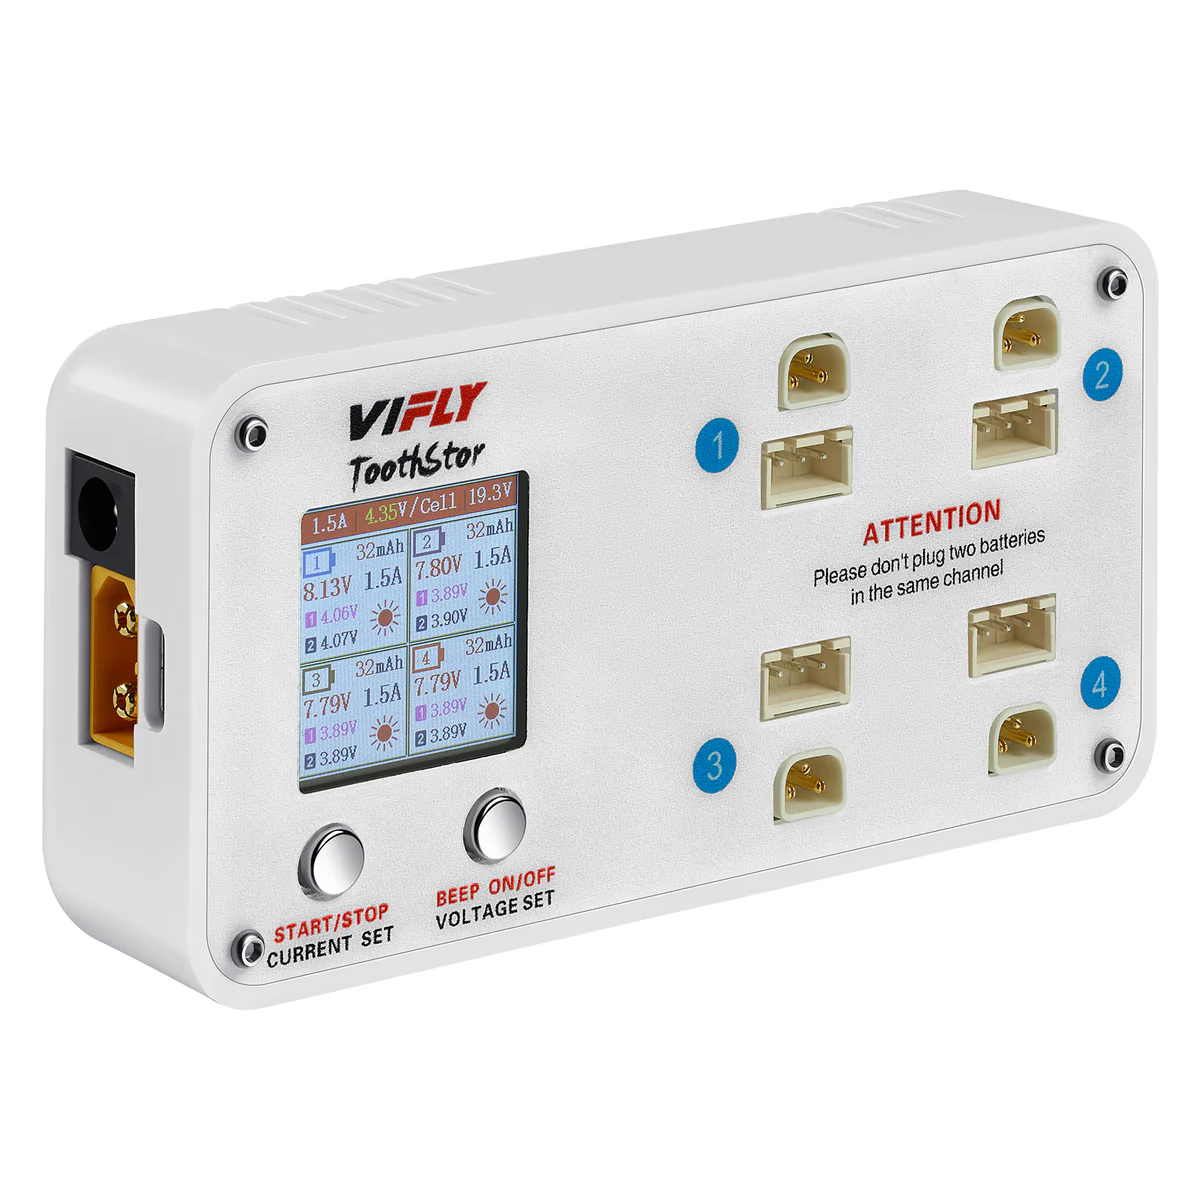 VIFLY
ToothStor
1.5A | 4.35V/Cell | 19.3V
1 32mAh
8.13V 1.5A
1 4.06V
2 4.07V
2 32mAh
7.80V 1.5A
1 3.89V
2 3.90V
3 32mAh
7.79V 1.5A
1 3.89V
2 3.89V
4 32mAh
7.79V 1.5A
1 3.89V
2 3.89V
START/STOP
CURRENT SET
BEEP ON/OFF
VOLTAGE SET
1
2
ATTENTION
Please don't plug two batteries
in the same channel
3
4